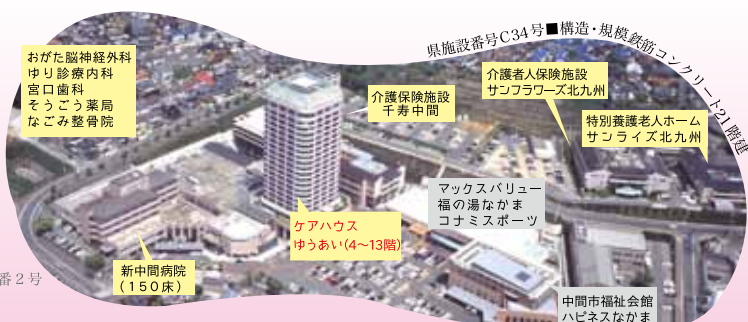 県施設番号C34号■構造・規模鉄筋コンクリート21階建
おがた脳神経外科
ゆり診療内科
宮口歯科
そうごう薬局
なごみ整骨院
介護保険施設
千寿中間
介護者人保険施設
サンフラワーズ北九州
特別養護老人ホーム
サンライズ北九州
マックスバリュー
福の湯なかま
コナミスポーツ
ケアハウス
ゆうあい(4〜13階)
新中間病院
(150床)
番2号
中間市福祉会館
ハピネスなかま